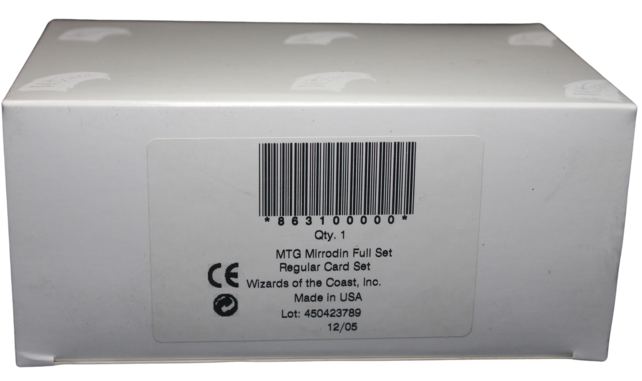 *863100000*
Qty. 1
MTG Mirrodin Full Set
Regular Card Set
CE Wizards of the Coast, Inc.
Made in USA
Lot: 450423789
12/05